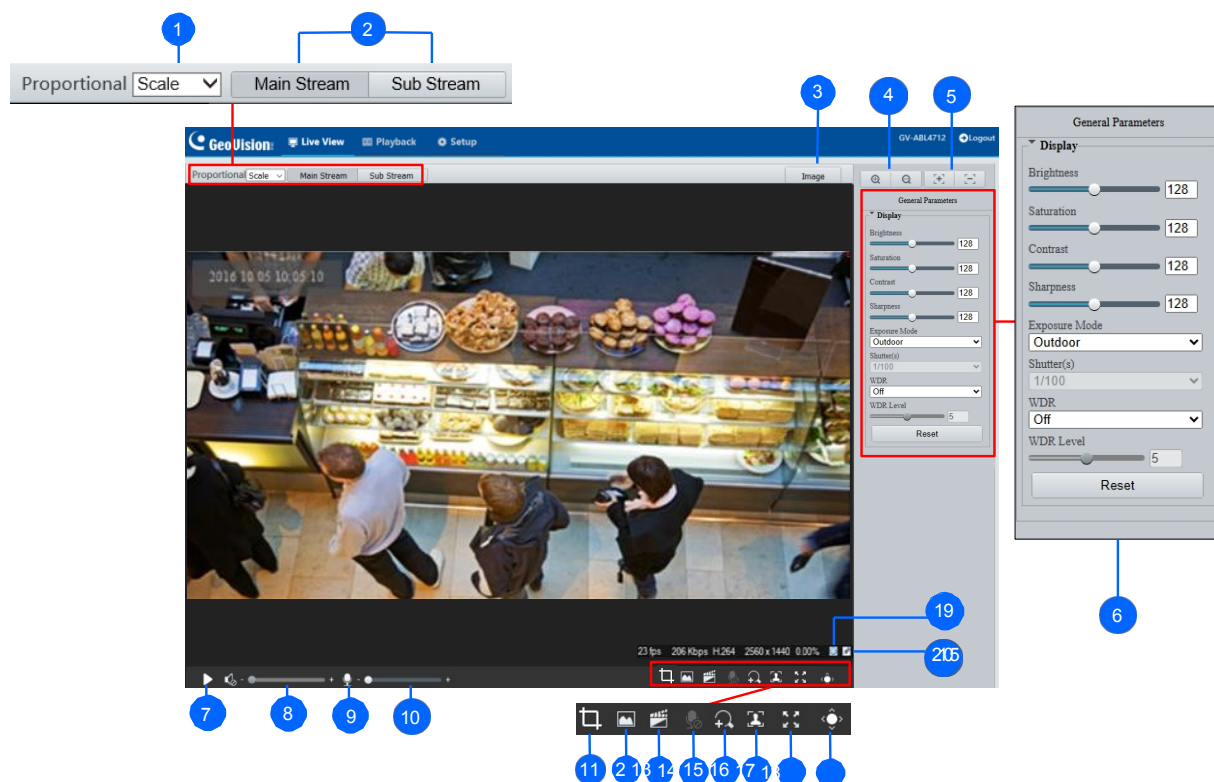 1
2
Proportional Scale Main Stream Sub Stream
3
4
5
GeoVision Live View Playback Setup GV-ABL4712 Logout
Proportional Scale Main Stream Sub Stream Image
General Parameters
Display
Brightness
128
Saturation
128
Contrast
128
Sharpness
128
Exposure Mode
Outdoor
Shutter(s)
1/100
WDR
Off
WDR Level
5
Reset
General Parameters
Display
Brightness
128
Saturation
128
Contrast
128
Sharpness
128
Exposure Mode
Outdoor
Shutter(s)
1/100
WDR
Off
WDR Level
5
Reset
6
2016 10 05 10:05:10
19
23 fps 206 Kbps H.264 2560 x 1440 0.00%
- + - +
7
8
9
10
11
15
16